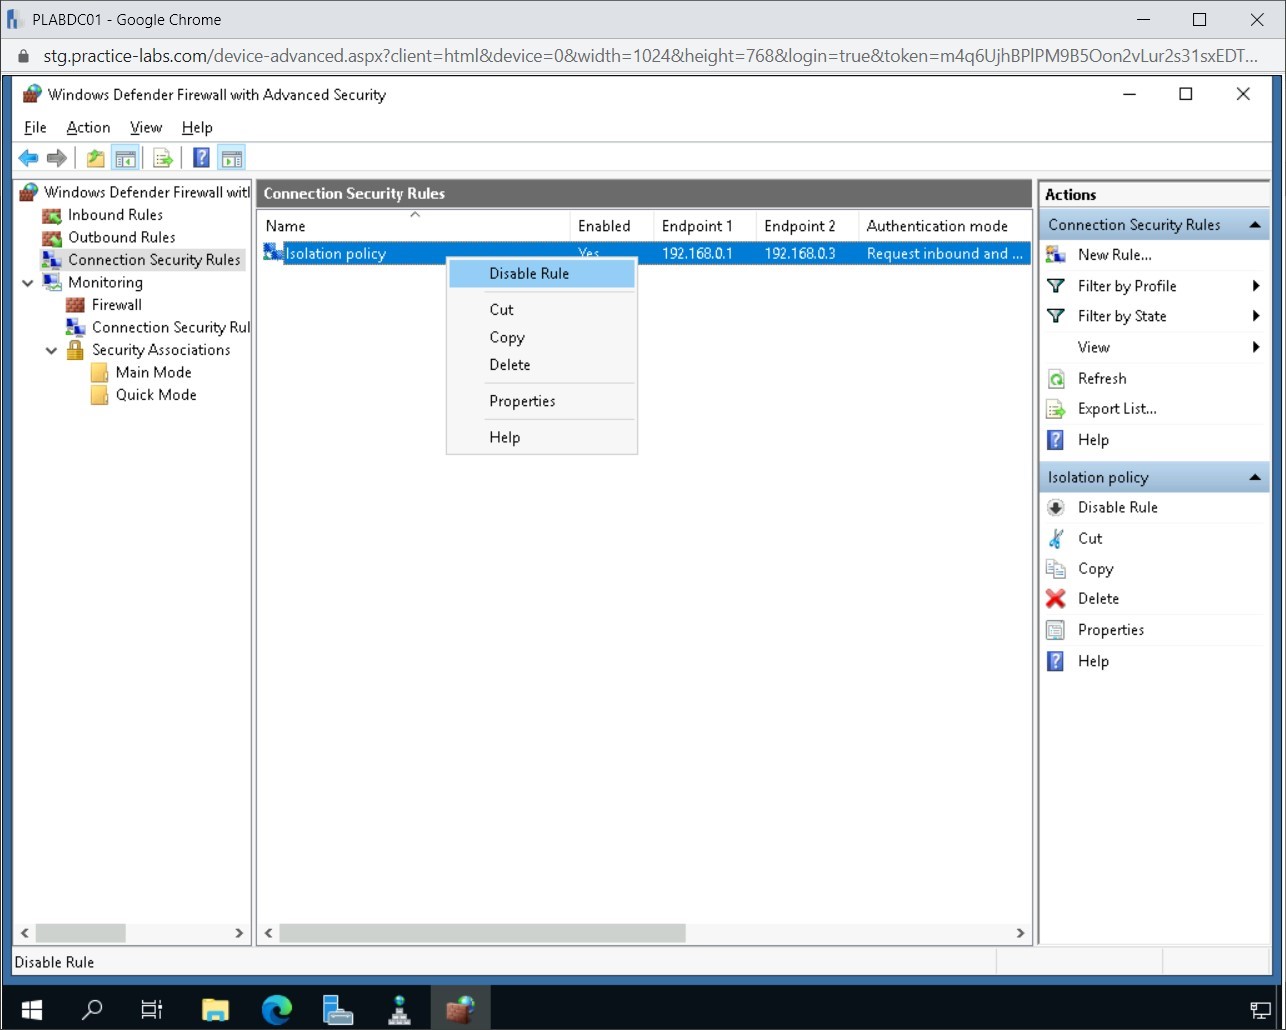 PLABDC01 - Google Chrome
stg.practice-labs.com/device-advanced.aspx?client=html&device=0&width=1024&height=768&login=true&token=m4q6UjhBPlPM9B5Oon2vLur2s31sxEDT...
Windows Defender Firewall with Advanced Security
File Action View Help
Windows Defender Firewall with
Inbound Rules
Outbound Rules
Connection Security Rules
Monitoring
Firewall
Connection Security Rul
Security Associations
Main Mode
Quick Mode
Connection Security Rules
Name Enabled Endpoint 1 Endpoint 2 Authentication mode
Isolation policy Yes 192.168.0.1 192.168.0.3 Request inbound and ...
Disable Rule
Cut
Copy
Delete
Properties
Help
Actions
Connection Security Rules
New Rule...
Filter by Profile
Filter by State
View
Refresh
Export List...
Help
Isolation policy
Disable Rule
Cut
Copy
Delete
Properties
Help
Disable Rule